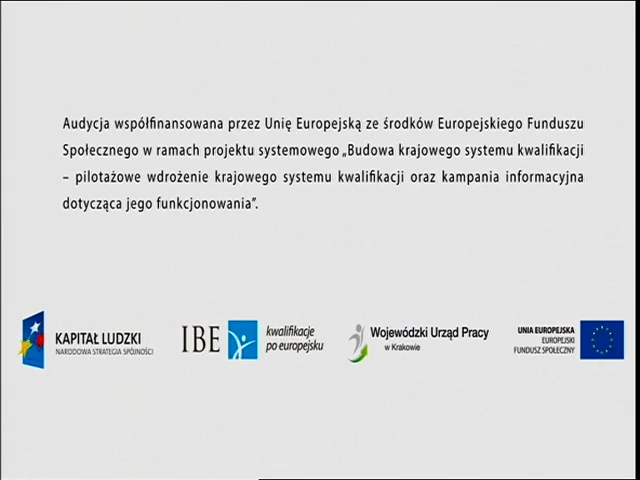 Audycja współfinansowana przez Unię Europejską ze środków Europejskiego Funduszu
Społecznego w ramach projektu systemowego „Budowa krajowego systemu kwalifikacji
– pilotażowe wdrożenie krajowego systemu kwalifikacji oraz kampania informacyjna
dotycząca jego funkcjonowania”.
KAPITAŁ LUDZKI
NARODOWA STRATEGIA SPÓJNOŚCI
IBE
kwalifikacje
po europejsku
Wojewódzki Urząd Pracy
w Krakowie
UNIA EUROPEJSKA
EUROPEJSKI
FUNDUSZ SPOŁECZNY